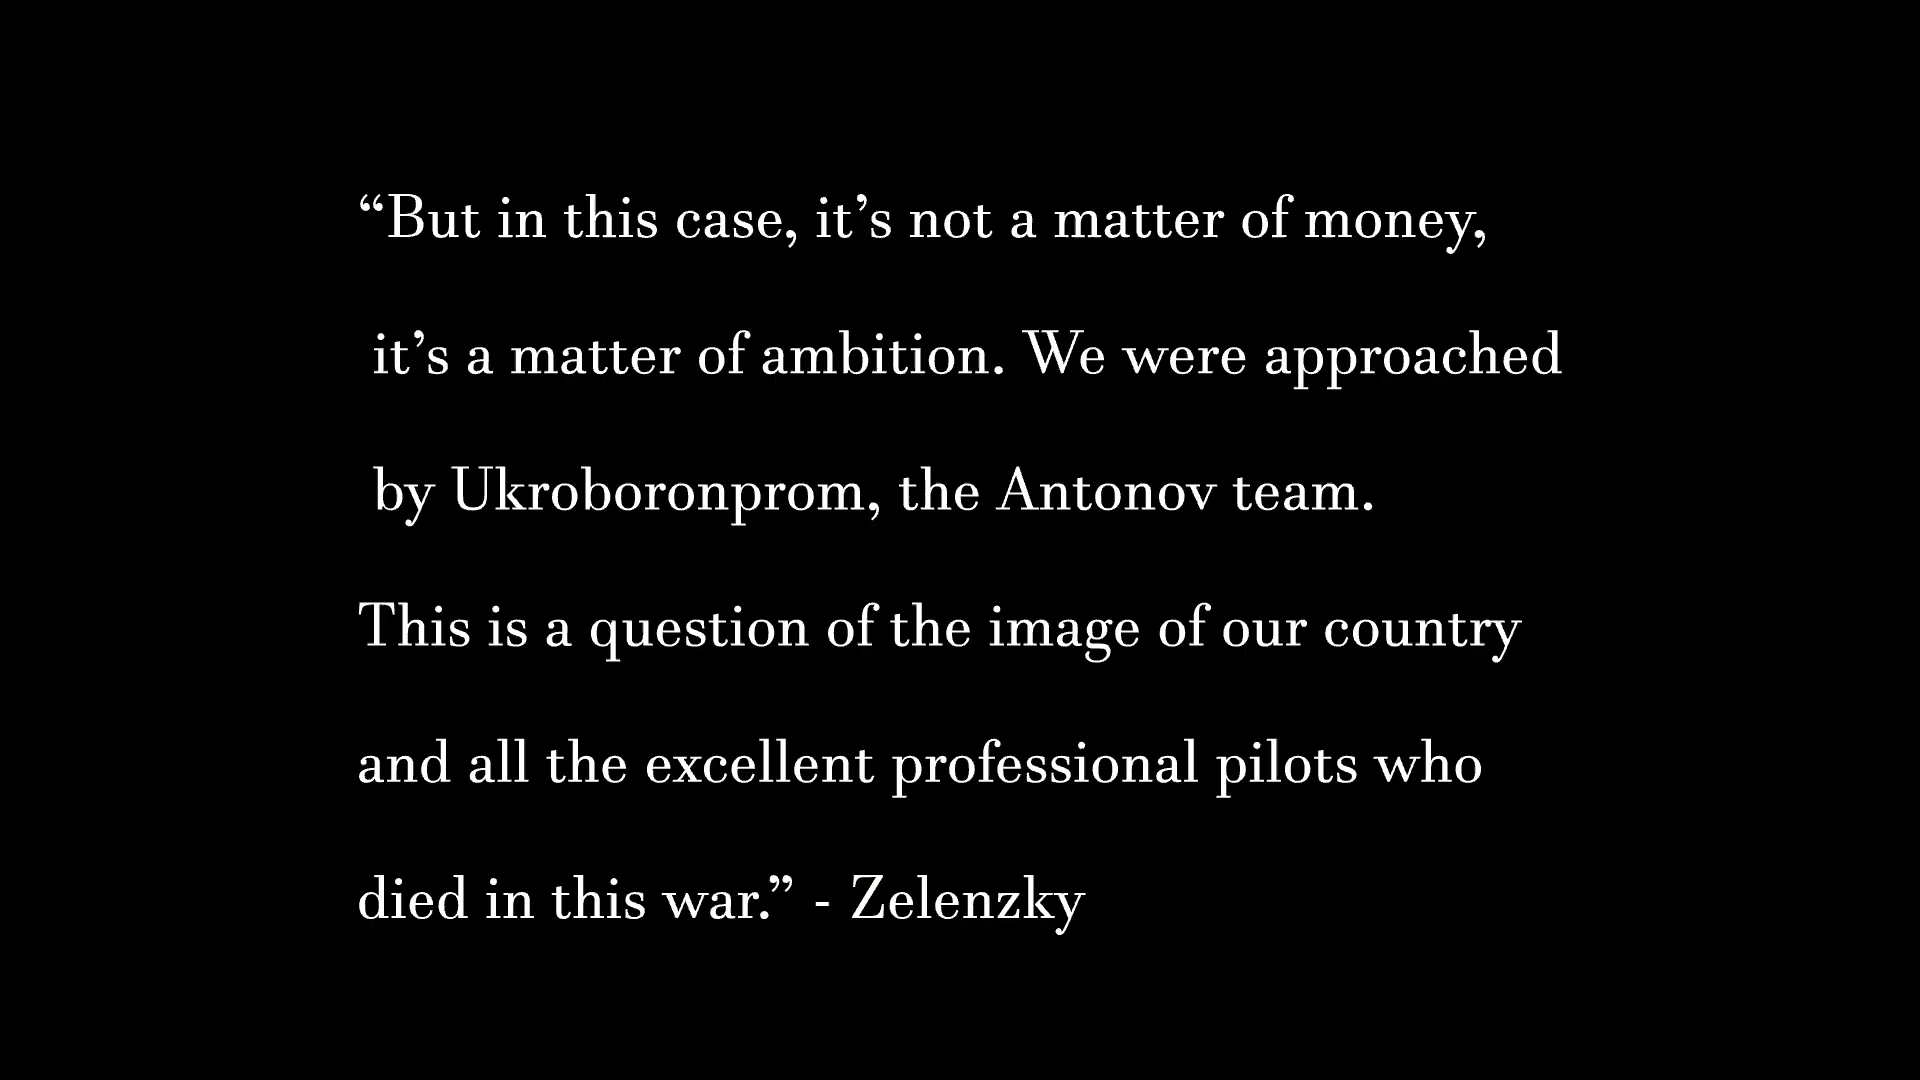 “But in this case, it’s not a matter of money,
it’s a matter of ambition. We were approached
by Ukroboronprom, the Antonov team.
This is a question of the image of our country
and all the excellent professional pilots who
died in this war.” - Zelenzky